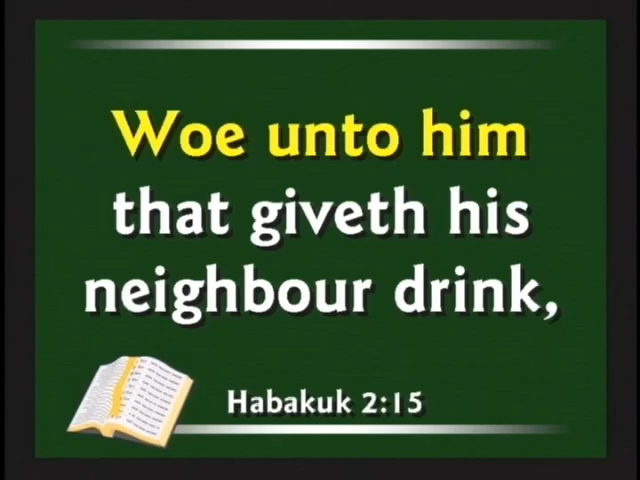 Woe unto him
that giveth his
neighbour drink,
Habakuk 2:15